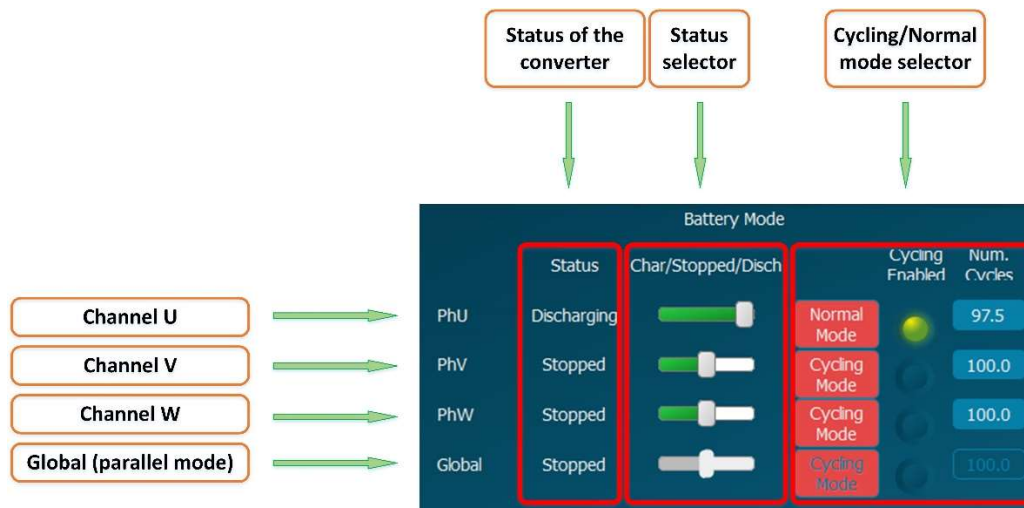 Status of the
converter
Status
selector
Cycling/Normal
mode selector
Battery Mode
Status
Char/Stopped/Disch
Cycling
Enabled
Num.
Cycles
Channel U
PhU
Discharging
Normal
Mode
97.5
Channel V
PhV
Stopped
Cycling
Mode
100.0
Channel W
PhW
Stopped
Cycling
Mode
100.0
Global (parallel mode)
Global
Stopped
Cycling
Mode
100.0